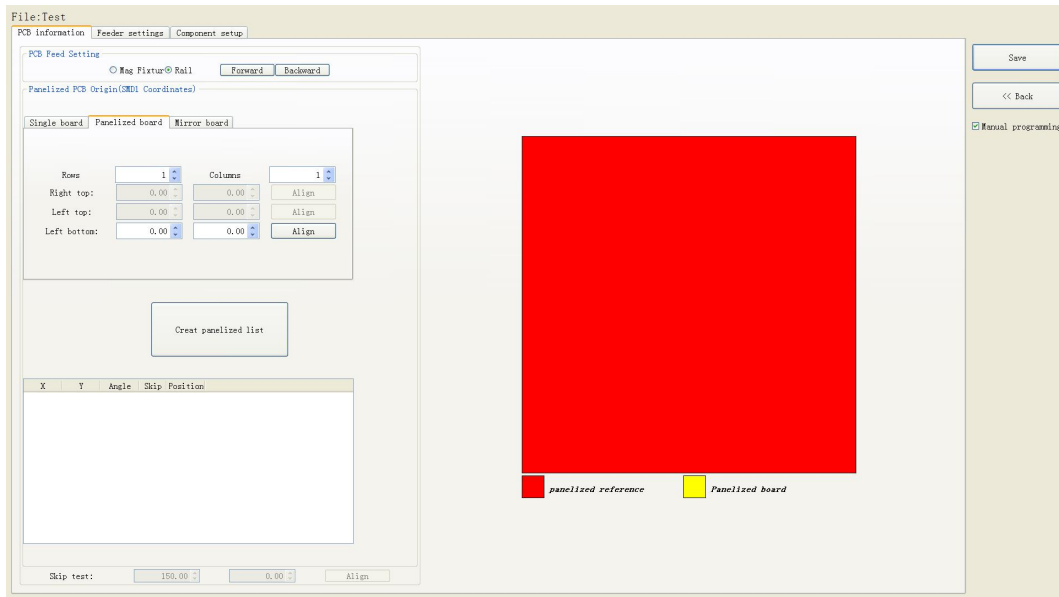 File:Test
PCB information Feeder settings Component setup
PCB Feed Setting
Mag Fixtur Rail Forward Backward
Save
Panelized PCB Origin(SMD1 Coordinates)
<< Back
Single board Panelized board Mirror board
Manual programming
Rows 1 Columns 1
Right top: 0.00 0.00 Align
Left top: 0.00 0.00 Align
Left bottom: 0.00 0.00 Align
Creat panelized list
X Y Angle Skip Position
panelized reference Panelized board
Skip test: 150.00 0.00 Align